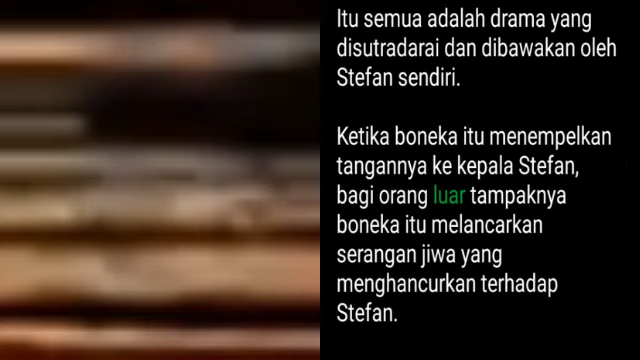 Itu semua adalah drama yang
disutradarai dan dibawakan oleh
Stefan sendiri.
Ketika boneka itu menempelkan
tangannya ke kepala Stefan,
bagi orang luar tampaknya
boneka itu melancarkan
serangan jiwa yang
menghancurkan terhadap
Stefan.